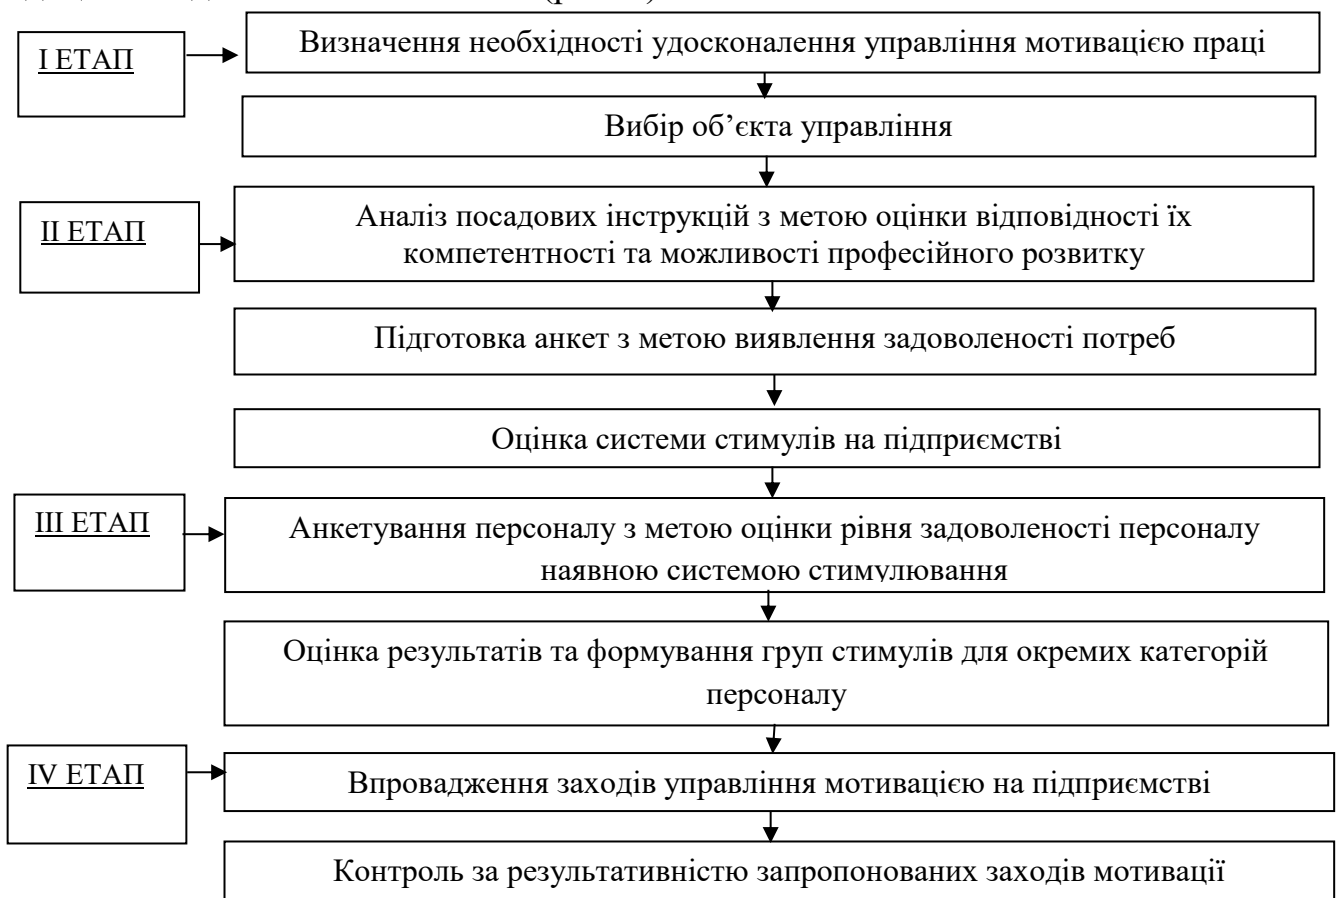 І ЕТАП
Визначення необхідності удосконалення управління мотивацією праці
Вибір об’єкта управління
ІІ ЕТАП
Аналіз посадових інструкцій з метою оцінки відповідності їх
компетентності та можливості професійного розвитку
Підготовка анкет з метою виявлення задоволеності потреб
Оцінка системи стимулів на підприємстві
ІІІ ЕТАП
Анкетування персоналу з метою оцінки рівня задоволеності персоналу
наявною системою стимулювання
Оцінка результатів та формування груп стимулів для окремих категорій
персоналу
IV ЕТАП
Впровадження заходів управління мотивацією на підприємстві
Контроль за результативністю запропонованих заходів мотивації